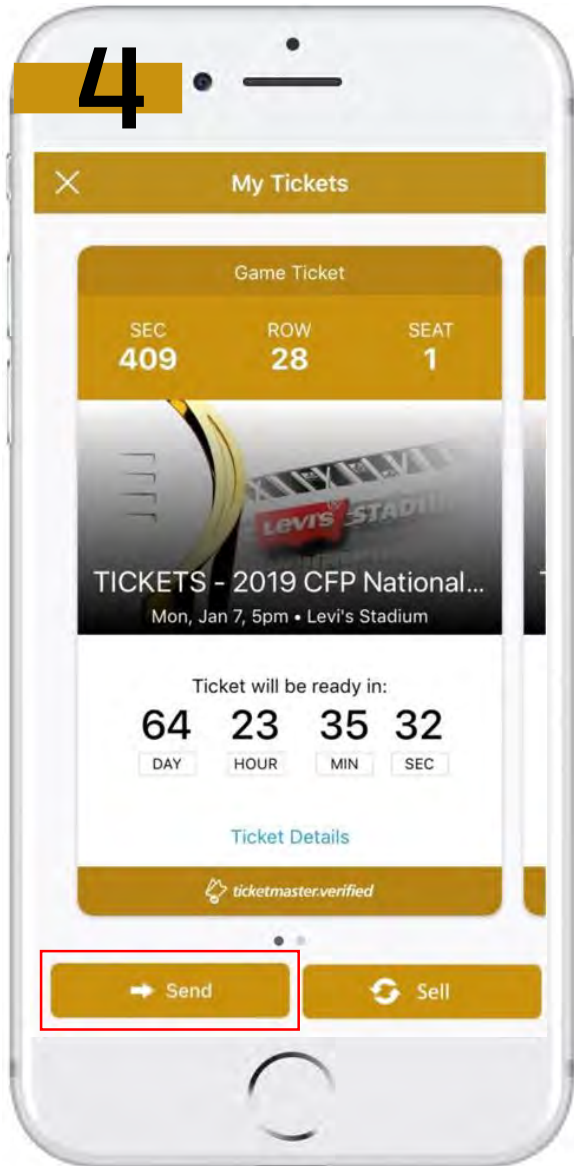 4
My Tickets
Game Ticket
SEC ROW SEAT
409 28 1
LEVI'S STADIU
TICKETS - 2019 CFP National...
Mon, Jan 7, 5pm • Levi's Stadium
Ticket will be ready in:
64 23 35 32
DAY HOUR MIN SEC
Ticket Details
ticketmaster.verified
Send Sell